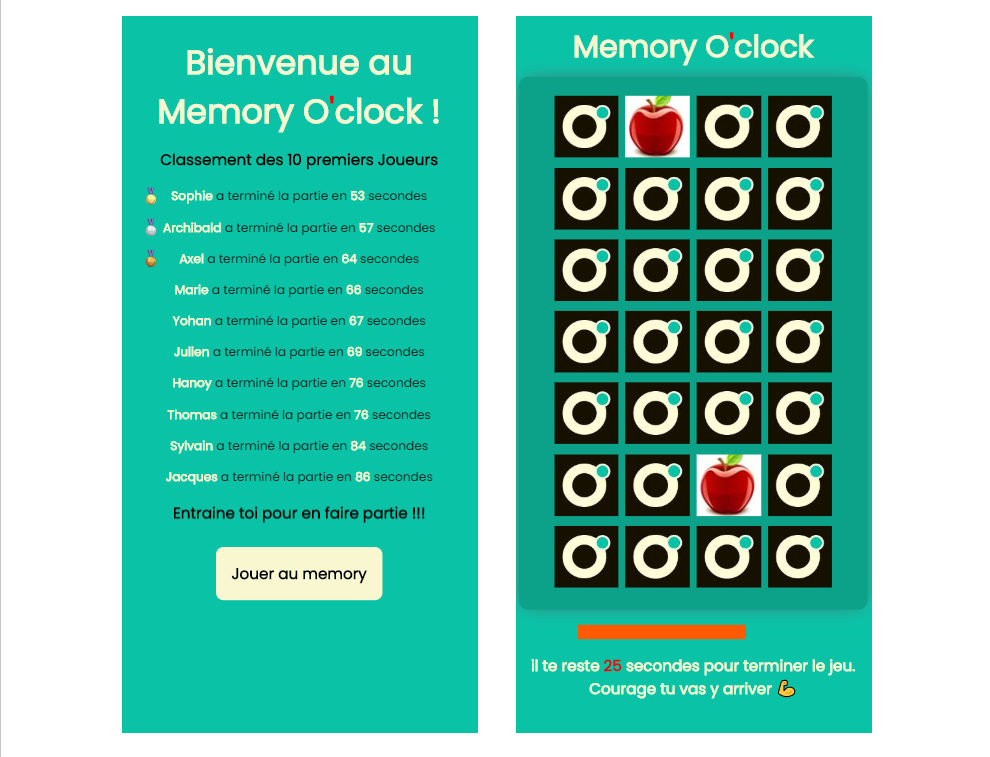 Bienvenue au
Memory O'clock !
Classement des 10 premiers Joueurs
Sophie a terminé la partie en 53 secondes
Archibald a terminé la partie en 57 secondes
Axel a terminé la partie en 64 secondes
Marie a terminé la partie en 66 secondes
Yohan a terminé la partie en 67 secondes
Julien a terminé la partie en 69 secondes
Hanoy a terminé la partie en 76 secondes
Thomas a terminé la partie en 76 secondes
Sylvain a terminé la partie en 84 secondes
Jacques a terminé la partie en 86 secondes
Entraine toi pour en faire partie !!!
Jouer au memory
Memory O'clock
il te reste 25 secondes pour terminer le jeu.
Courage tu vas y arriver 💪